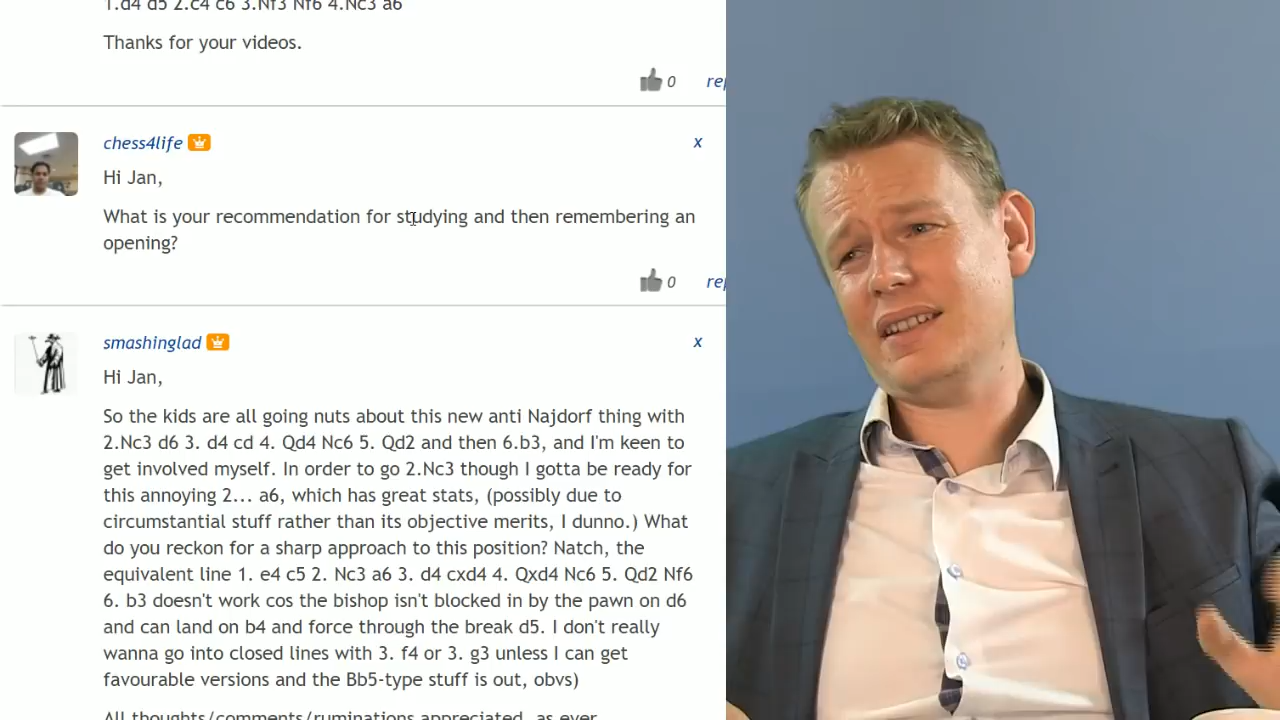 1.d4 d5 2.c4 c6 3.Nf3 Nf6 4.Nc3 a6
Thanks for your videos.
0 rep
chess4life x
Hi Jan,
What is your recommendation for studying and then remembering an
opening?
0 rep
smashinglad x
Hi Jan,
So the kids are all going nuts about this new anti Najdorf thing with
2.Nc3 d6 3. d4 cd 4. Qd4 Nc6 5. Qd2 and then 6.b3, and I'm keen to
get involved myself. In order to go 2.Nc3 though I gotta be ready for
this annoying 2... a6, which has great stats, (possibly due to
circumstantial stuff rather than its objective merits, I dunno.) What
do you reckon for a sharp approach to this position? Natch, the
equivalent line 1. e4 c5 2. Nc3 a6 3. d4 cxd4 4. Qxd4 Nc6 5. Qd2 Nf6
6. b3 doesn't work cos the bishop isn't blocked in by the pawn on d6
and can land on b4 and force through the break d5. I don't really
wanna go into closed lines with 3. f4 or 3. g3 unless I can get
favourable versions and the Bb5-type stuff is out, obvs)
All thoughts/comments/ruminations appreciated, as ever